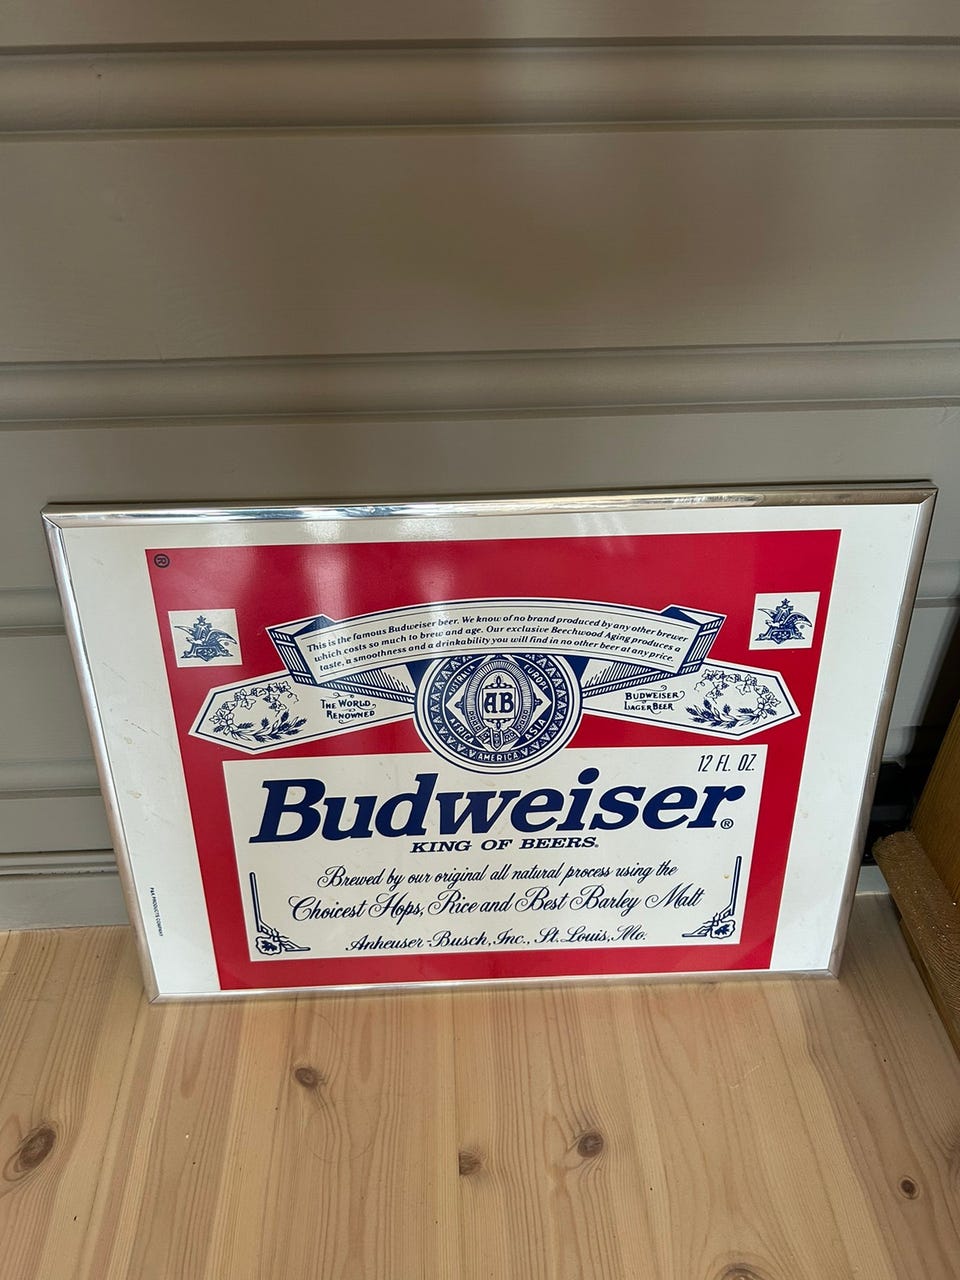 ®
This is the famous Budweiser beer. We know of no brand produced by any other brewer
which costs so much to brew and age. Our exclusive Beechwood Aging produces a
taste, a smoothness and a drinkability you will find in no other beer at any price.
THE WORLD
RENOWNED
AUSTRALIA
EUROPE
AFRICA
ASIA
AMERICA
AB
BUDWEISER
LAGER BEER
12 FL. OZ.
Budweiser®
KING OF BEERS®
Brewed by our original all natural process using the
Choicest Hops, Rice and Best Barley Malt
Anheuser-Busch, Inc., St. Louis, Mo.